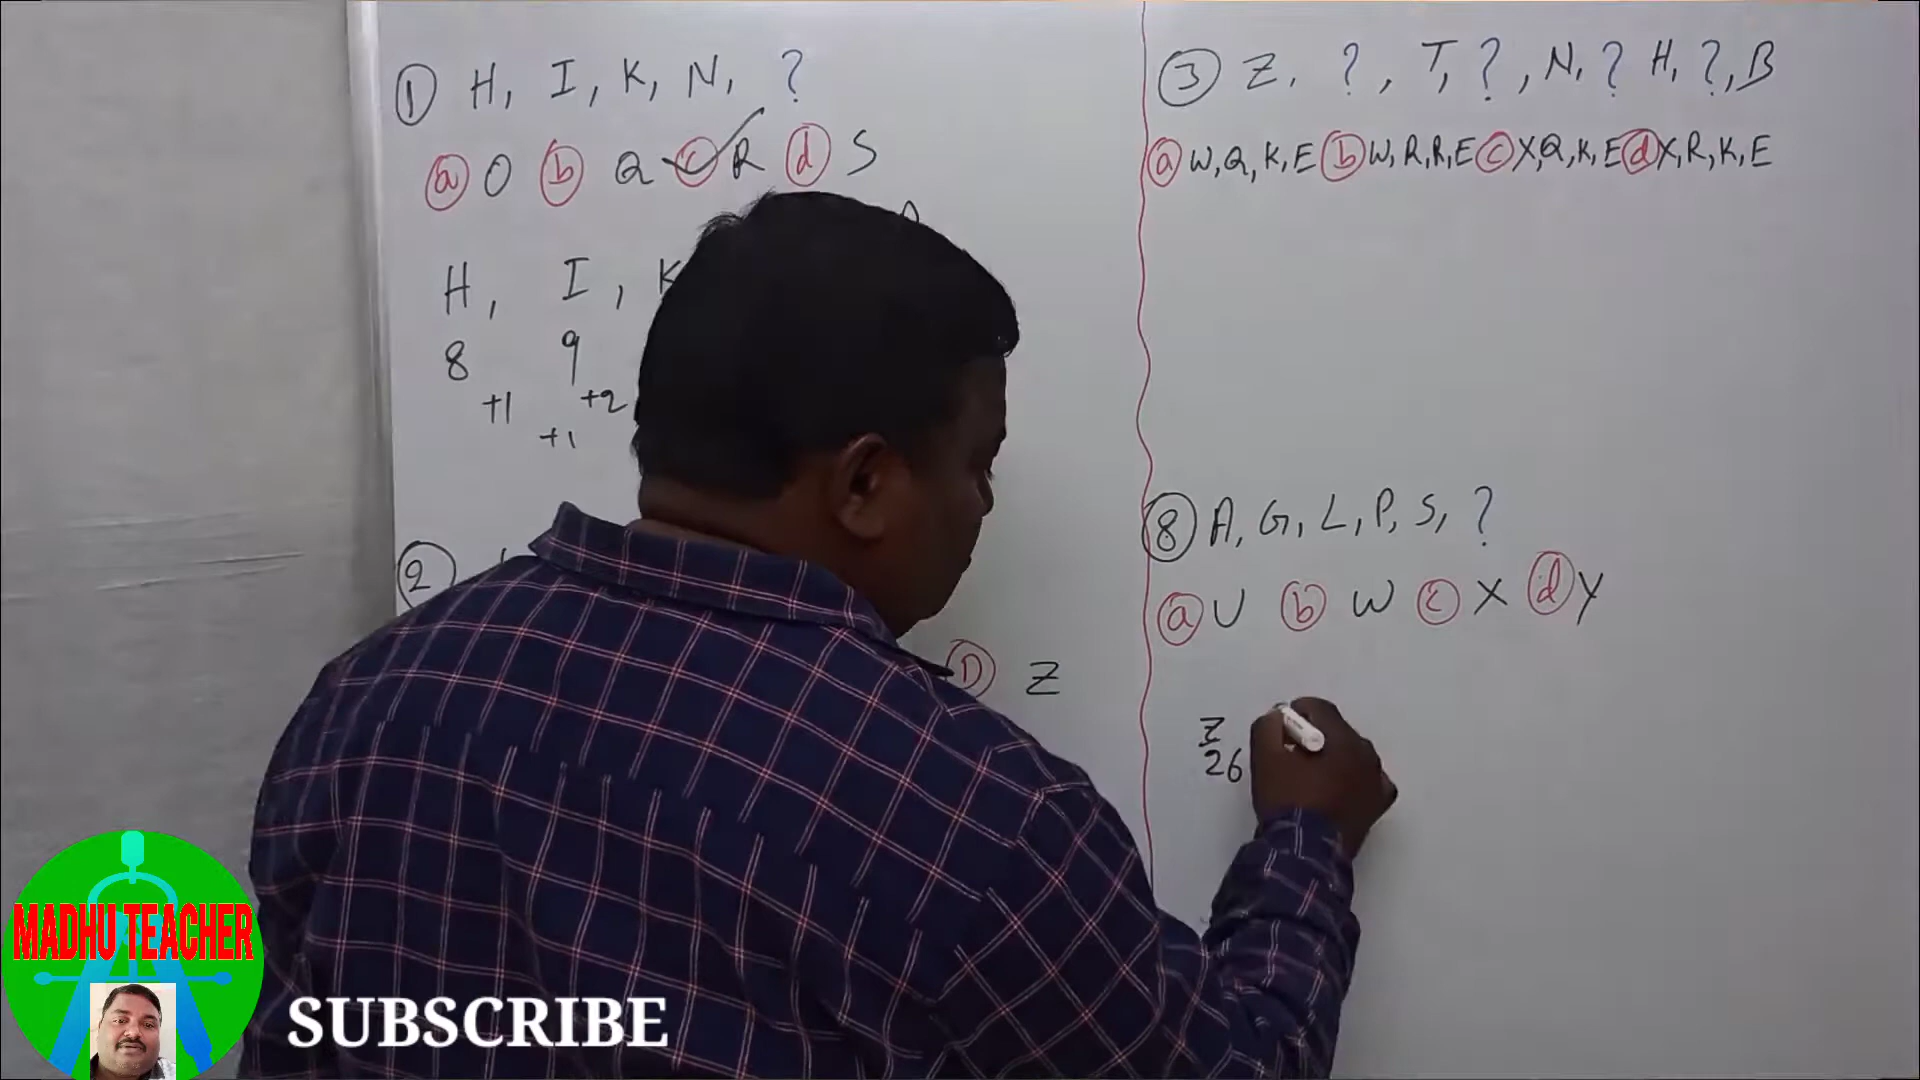 ① H, I, K, N, ?
ⓐ O ⓑ Q ⓒ R ⓓ S
H, I, K
8 9
+1 +2
+1
②
Ⓓ Z
③ Z, ?, T, ?, N, ? H, ?, B
ⓐ W, Q, K, E ⓑ W, R, R, E ⓒ X, Q, K, E ⓓ X, R, K, E
⑧ A, G, L, P, S, ?
ⓐ U ⓑ W ⓒ X ⓓ Y
Z
26
MADHU TEACHER
SUBSCRIBE